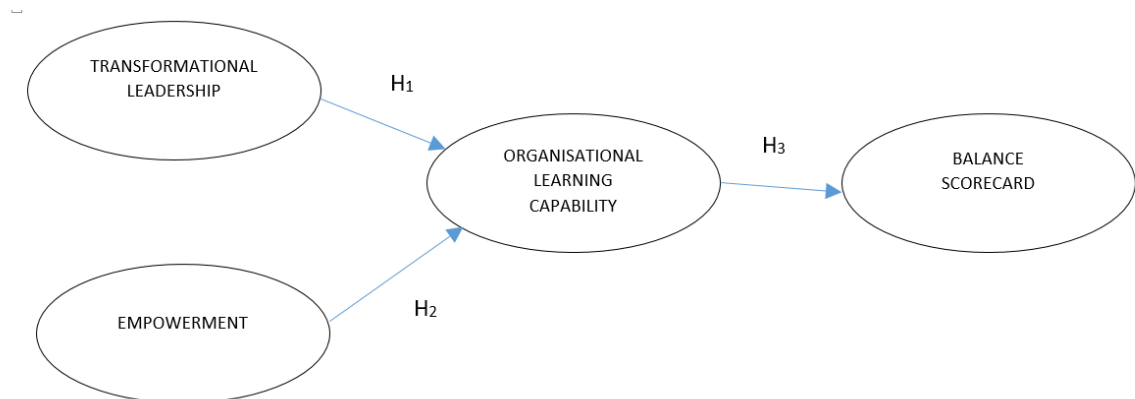 TRANSFORMATIONAL
LEADERSHIP
H₁
ORGANISATIONAL
LEARNING
CAPABILITY
H₃
BALANCE
SCORECARD
EMPOWERMENT
H₂